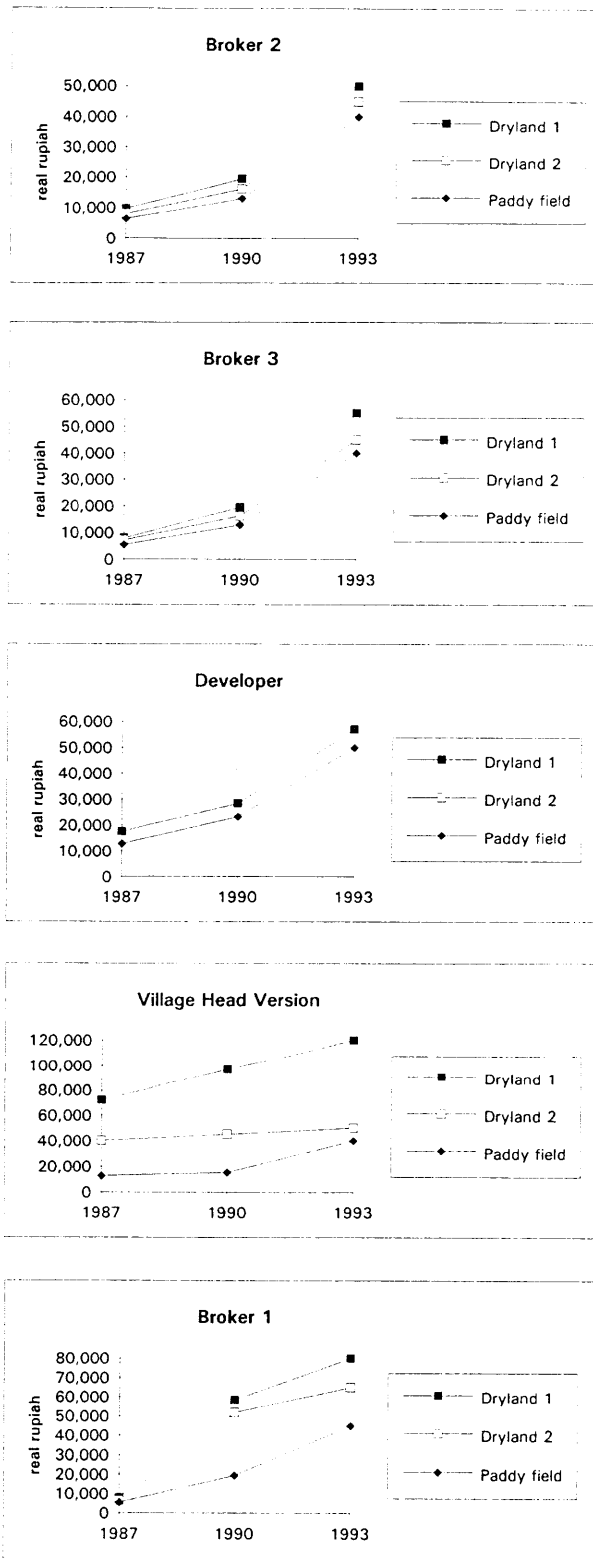 Broker 2
real rupiah
50,000
40,000
30,000
20,000
10,000
0
1987 1990 1993
Dryland 1
Dryland 2
Paddy field
Broker 3
real rupiah
60,000
50,000
40,000
30,000
20,000
10,000
0
1987 1990 1993
Dryland 1
Dryland 2
Paddy field
Developer
real rupiah
60,000
50,000
40,000
30,000
20,000
10,000
0
1987 1990 1993
Dryland 1
Dryland 2
Paddy field
Village Head Version
120,000
100,000
80,000
60,000
40,000
20,000
0
1987 1990 1993
Dryland 1
Dryland 2
Paddy field
Broker 1
real rupiah
80,000
70,000
60,000
50,000
40,000
30,000
20,000
10,000
0
1987 1990 1993
Dryland 1
Dryland 2
Paddy field